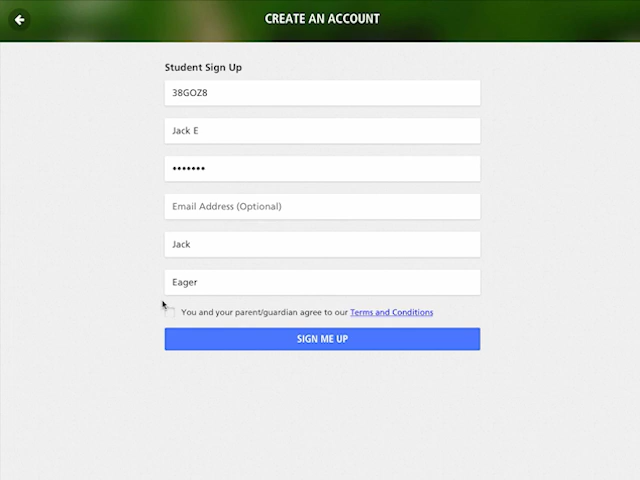 CREATE AN ACCOUNT
Student Sign Up
38GOZ8
Jack E
•••••••
Email Address (Optional)
Jack
Eager
You and your parent/guardian agree to our Terms and Conditions
SIGN ME UP